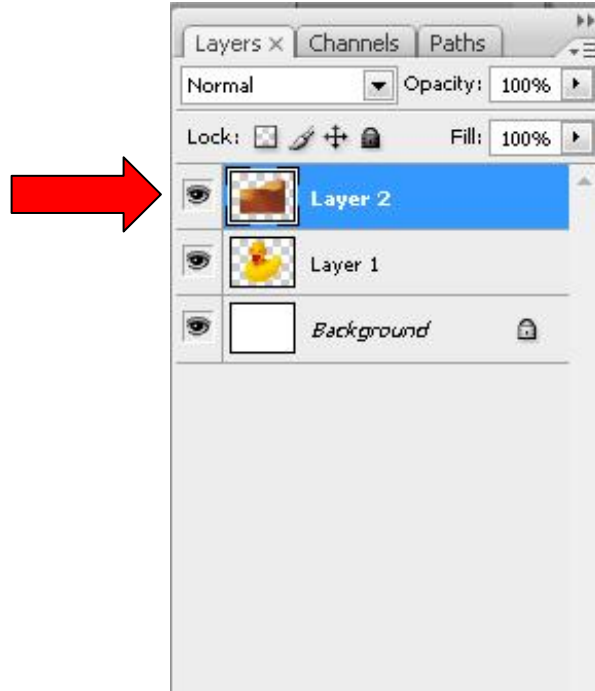 Layers × Channels Paths
Normal Opacity: 100%
Lock: Fill: 100%
Layer 2
Layer 1
Background